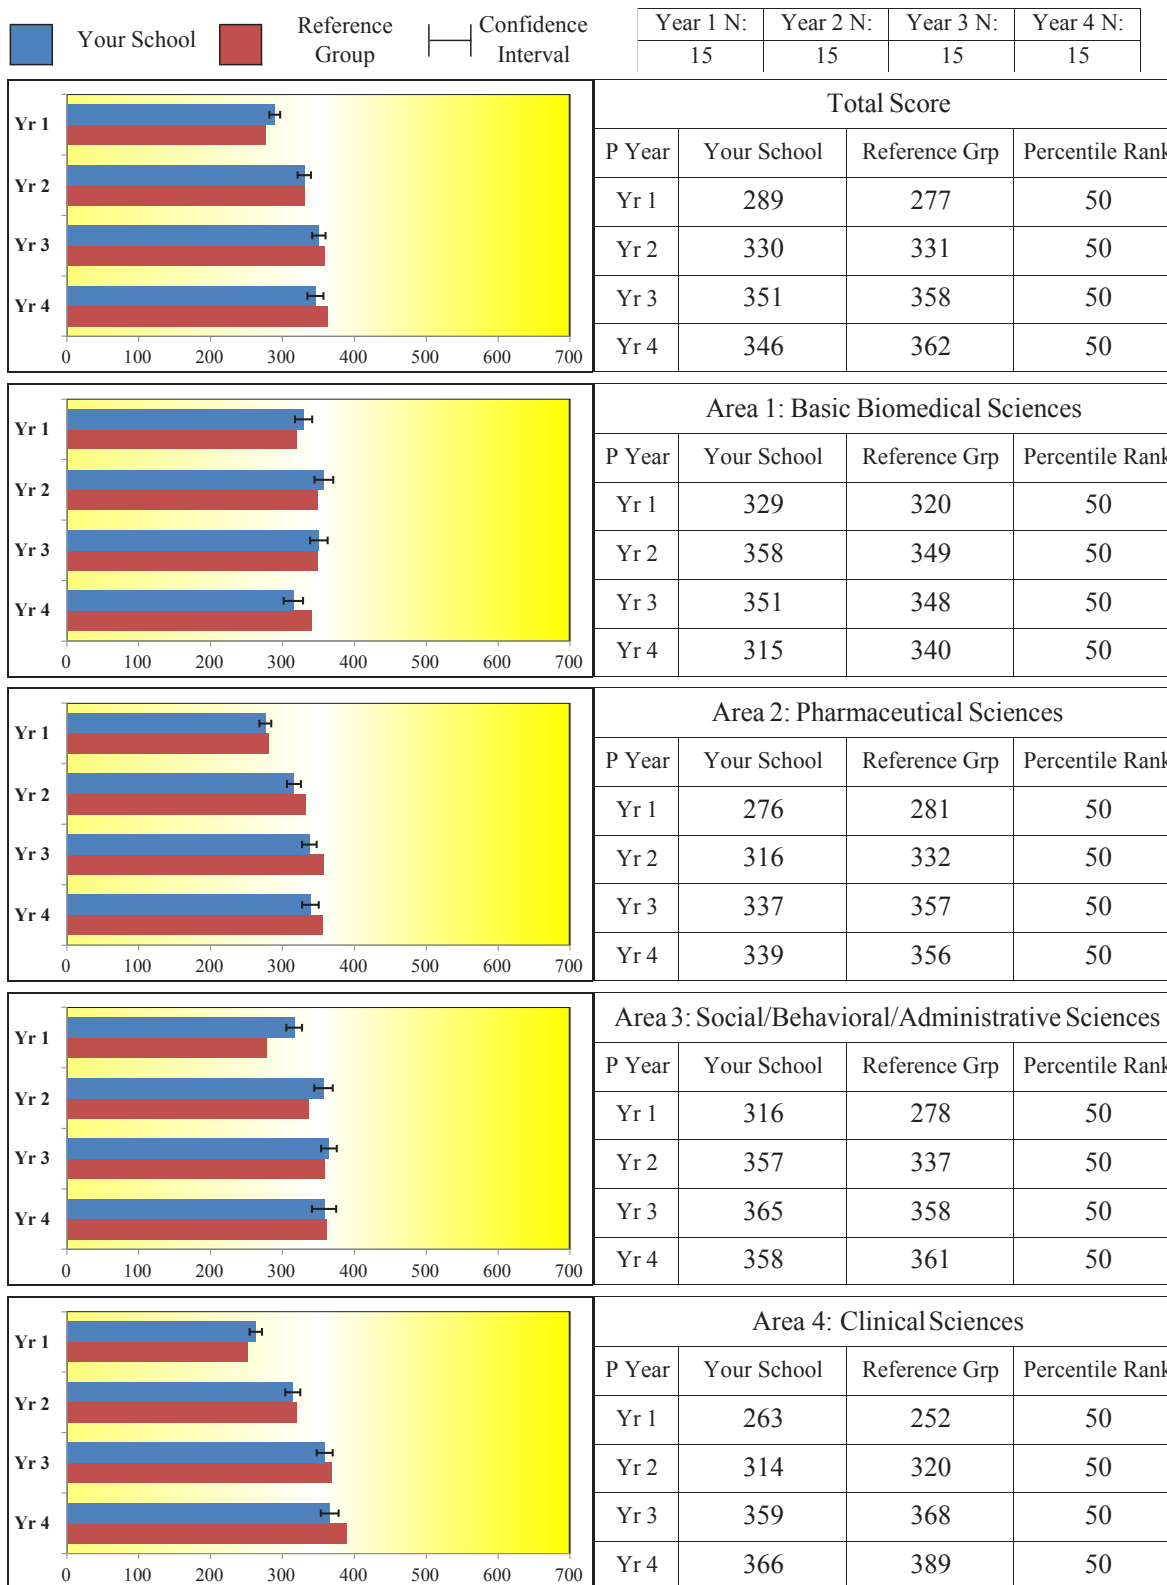 Your School
Reference Group
Confidence Interval
Year 1 N: Year 2 N: Year 3 N: Year 4 N:
15 15 15 15
Yr 1
Yr 2
Yr 3
Yr 4
0 100 200 300 400 500 600 700
Total Score
P Year Your School Reference Grp Percentile Rank
Yr 1 289 277 50
Yr 2 330 331 50
Yr 3 351 358 50
Yr 4 346 362 50
Yr 1
Yr 2
Yr 3
Yr 4
0 100 200 300 400 500 600 700
Area 1: Basic Biomedical Sciences
P Year Your School Reference Grp Percentile Rank
Yr 1 329 320 50
Yr 2 358 349 50
Yr 3 351 348 50
Yr 4 315 340 50
Yr 1
Yr 2
Yr 3
Yr 4
0 100 200 300 400 500 600 700
Area 2: Pharmaceutical Sciences
P Year Your School Reference Grp Percentile Rank
Yr 1 276 281 50
Yr 2 316 332 50
Yr 3 337 357 50
Yr 4 339 356 50
Yr 1
Yr 2
Yr 3
Yr 4
0 100 200 300 400 500 600 700
Area 3: Social/Behavioral/Administrative Sciences
P Year Your School Reference Grp Percentile Rank
Yr 1 316 278 50
Yr 2 357 337 50
Yr 3 365 358 50
Yr 4 358 361 50
Yr 1
Yr 2
Yr 3
Yr 4
0 100 200 300 400 500 600 700
Area 4: Clinical Sciences
P Year Your School Reference Grp Percentile Rank
Yr 1 263 252 50
Yr 2 314 320 50
Yr 3 359 368 50
Yr 4 366 389 50